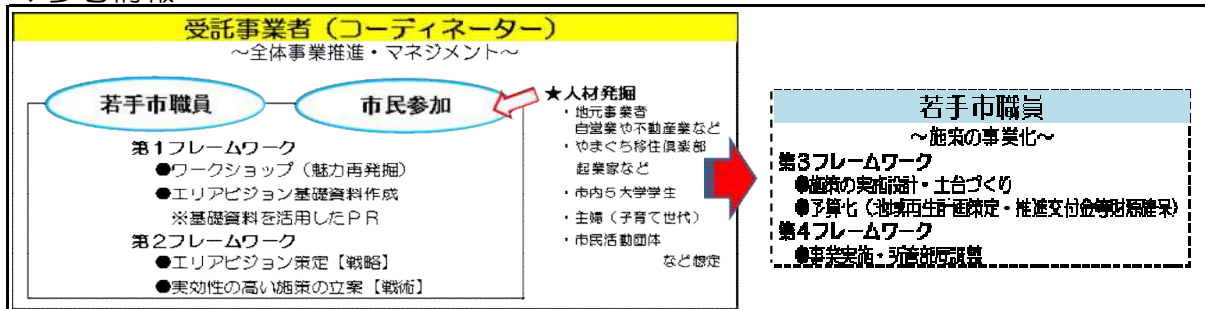 受託事業者（コーディネーター）
～全体事業推進・マネジメント～
若手市職員
市民参加
第１フレームワーク
●ワークショップ（魅力再発掘）
●エリアビジョン基礎資料作成
※基礎資料を活用したＰＲ
第２フレームワーク
●エリアビジョン策定【戦略】
●実効性の高い施策の立案【戦術】
★人材発掘
・地元事業者
自営業や不動産業など
・やまぐち移住倶楽部
起業家など
・市内５大学学生
・主婦（子育て世代）
・市民活動団体
など想定
若手市職員
～施策の事業化～
第３フレームワーク
●施策の実施設計・土台づくり
●予算化（地域再生計画策定・推進交付金等財源確保）
第４フレームワーク
●事業実施・所管部局調整